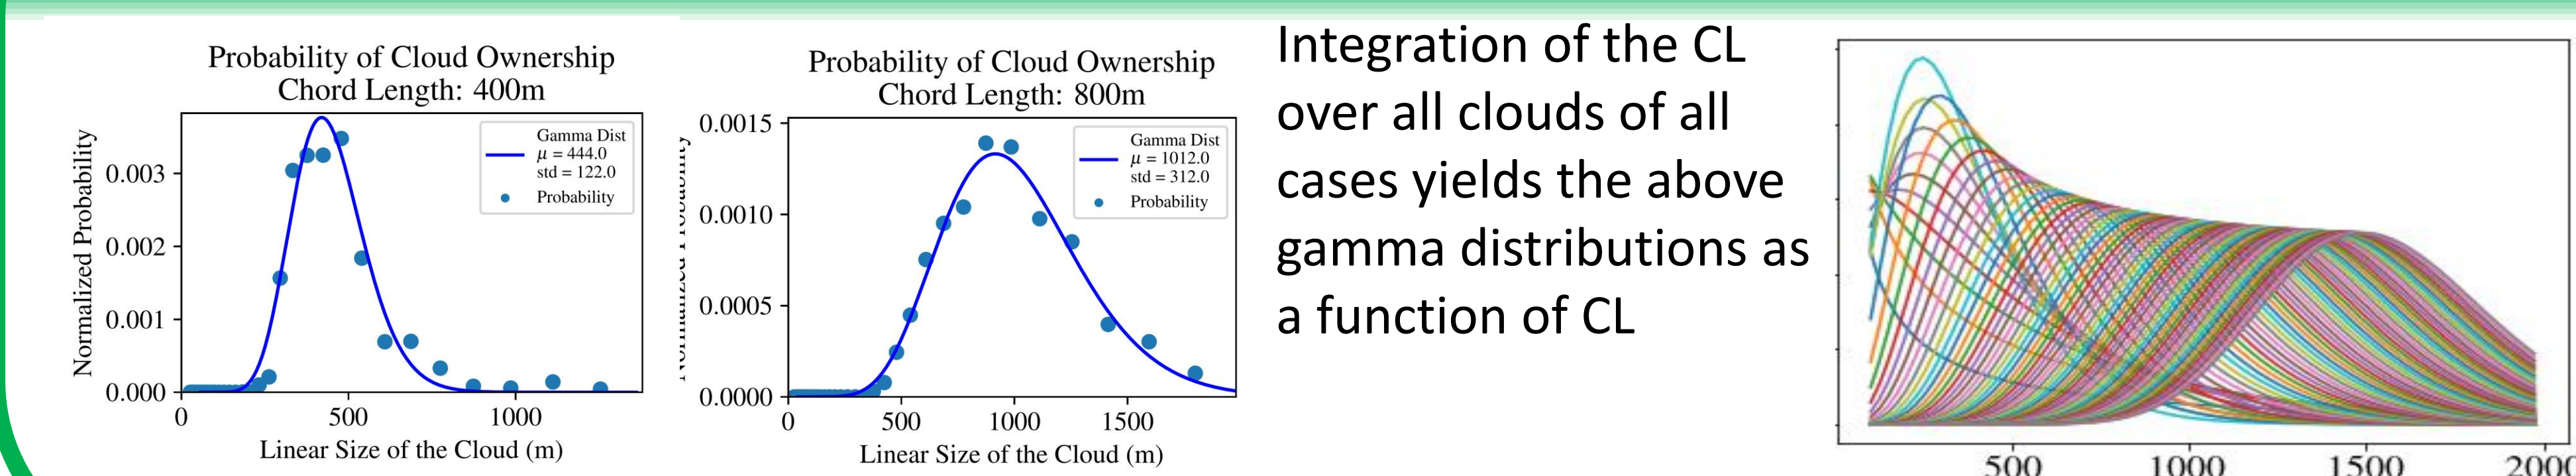 Probability of Cloud Ownership
Chord Length: 400m
Normalized Probability
0.003
0.002
0.001
0.000
Gamma Dist
μ = 444.0
std = 122.0
Probability
0
500
1000
Linear Size of the Cloud (m)
Probability of Cloud Ownership
Chord Length: 800m
Normalized Probability
0.0015
0.0010
0.0005
0.0000
Gamma Dist
μ = 1012.0
std = 312.0
Probability
0
500
1000
1500
Linear Size of the Cloud (m)
Integration of the CL
over all clouds of all
cases yields the above
gamma distributions as
a function of CL
500
1000
1500
2000